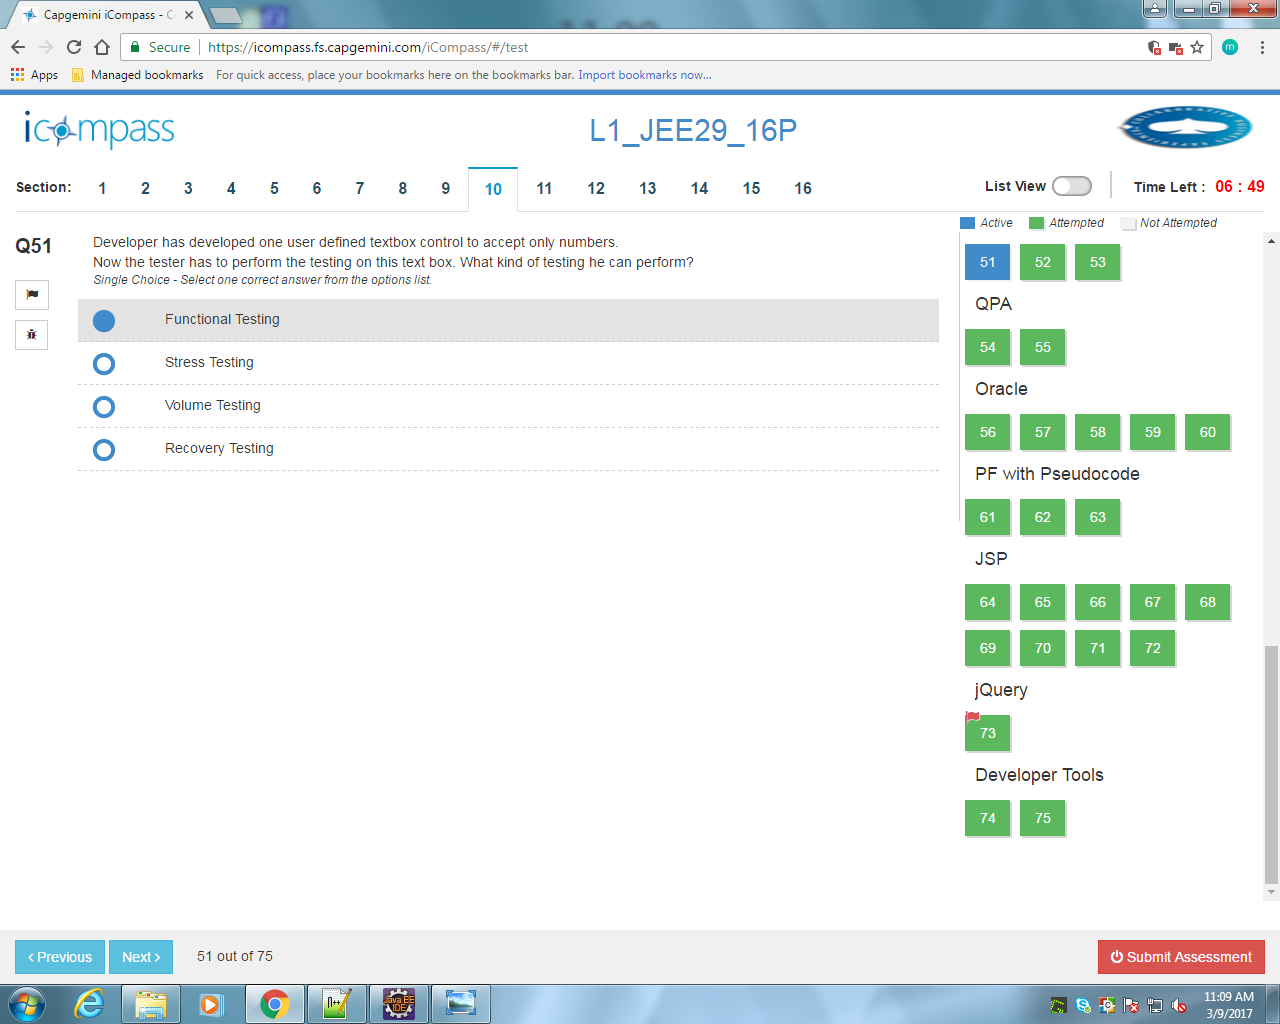 Capgemini iCompass - C
Secure https://icompass.fs.capgemini.com/iCompass/#/test
m
Apps Managed bookmarks For quick access, place your bookmarks here on the bookmarks bar. Import bookmarks now...
icompass
L1_JEE29_16P
Section: 1 2 3 4 5 6 7 8 9 10 11 12 13 14 15 16
List View Time Left : 06 : 49
Active Attempted Not Attempted
Q51
Developer has developed one user defined textbox control to accept only numbers.
Now the tester has to perform the testing on this text box. What kind of testing he can perform?
Single Choice - Select one correct answer from the options list.
Functional Testing
Stress Testing
Volume Testing
Recovery Testing
51 52 53
QPA
54 55
Oracle
56 57 58 59 60
PF with Pseudocode
61 62 63
JSP
64 65 66 67 68
69 70 71 72
jQuery
73
Developer Tools
74 75
‹ Previous Next › 51 out of 75 Submit Assessment
Java EE
IDE
11:09 AM
3/9/2017